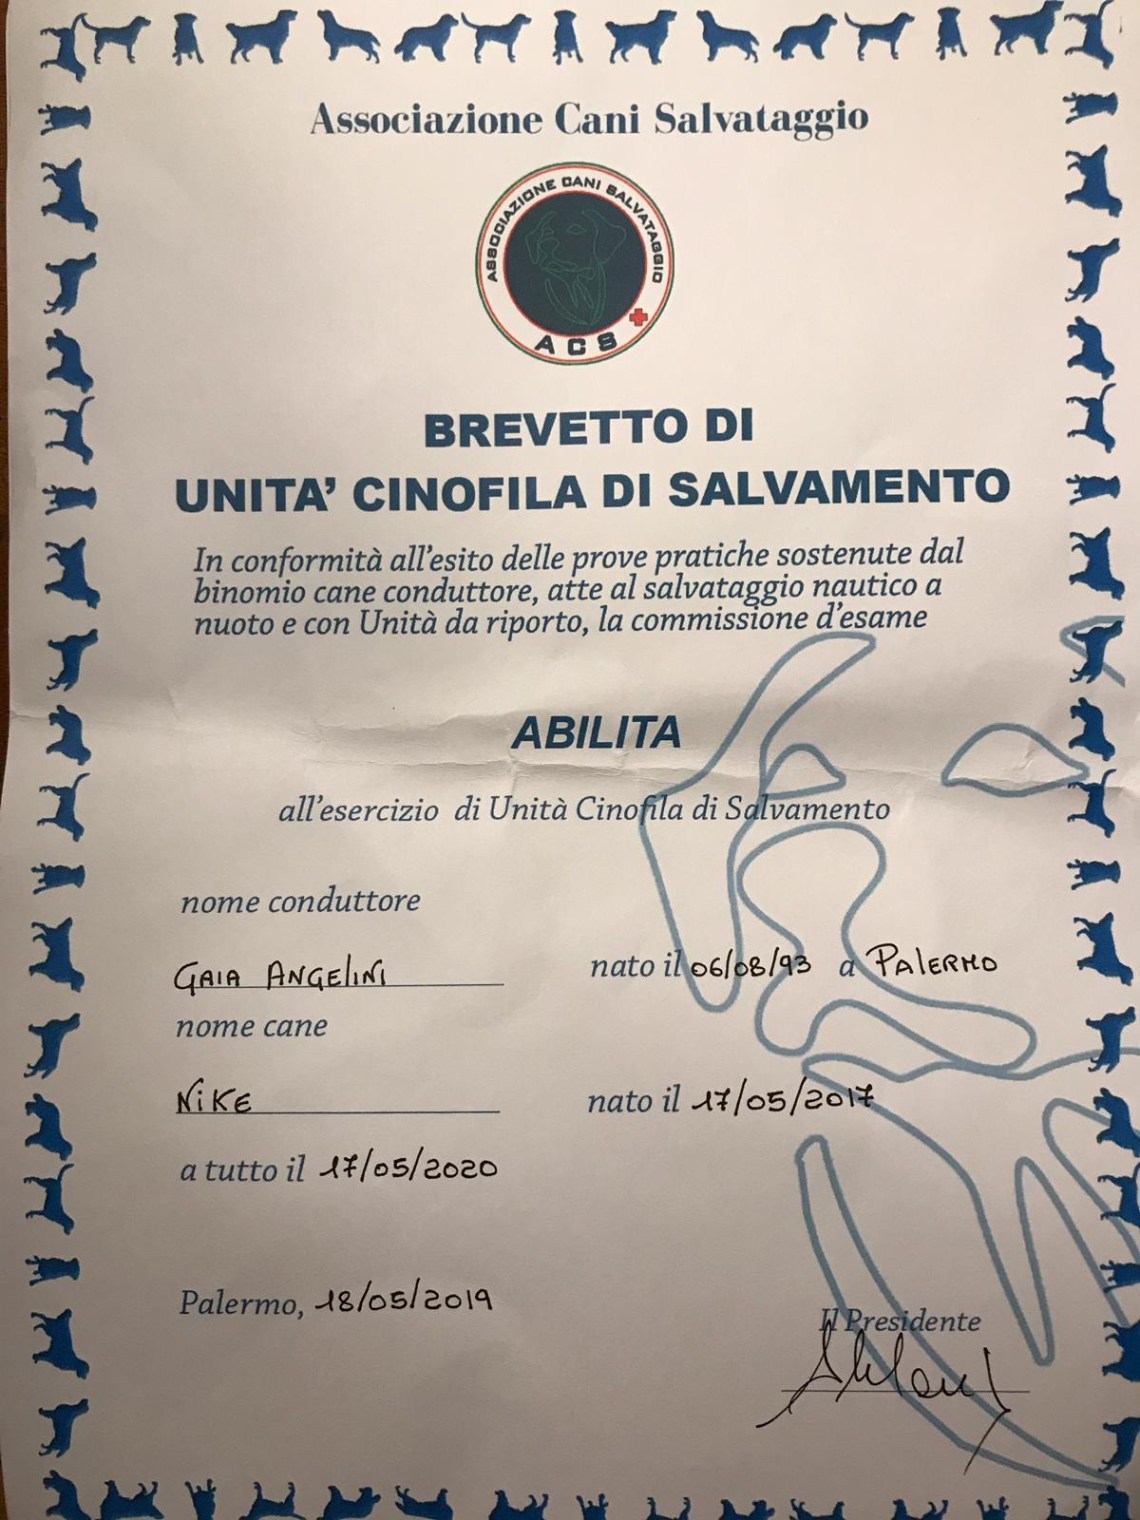 Associazione Cani Salvataggio
ASSOCIAZIONE CANI SALVATAGGIO
ACS
BREVETTO DI
UNITA' CINOFILA DI SALVAMENTO
In conformità all'esito delle prove pratiche sostenute dal
binomio cane conduttore, atte al salvataggio nautico a
nuoto e con Unità da riporto, la commissione d'esame
ABILITA
all'esercizio di Unità Cinofila di Salvamento
nome conduttore
GAIA ANGELINI nato il 06/08/93 a PALERMO
nome cane
NIKE nato il 17/05/2017
a tutto il 17/05/2020
Palermo, 18/05/2019
Il Presidente